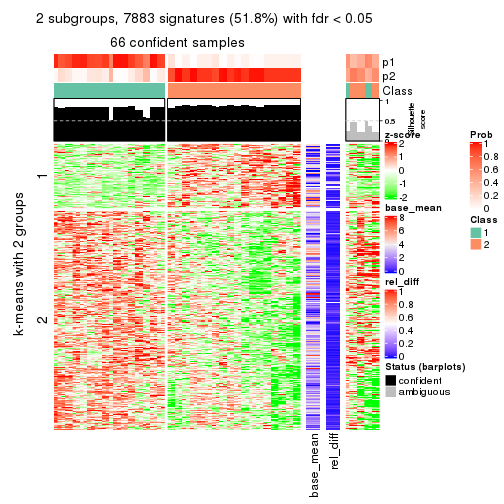 2 subgroups, 7883 signatures (51.8%) with fdr < 0.05
66 confident samples
p1
p2
Class
1
0.5
0
Silhouette
score
k-means with 2 groups
1
2
base_mean
rel_diff
z-score
2
1
0
-1
-2
base_mean
8
6
4
2
0
rel_diff
1
0.8
0.6
0.4
0.2
0
Status (barplots)
confident
ambiguous
Prob
1
0.8
0.6
0.4
0.2
0
Class
1
2